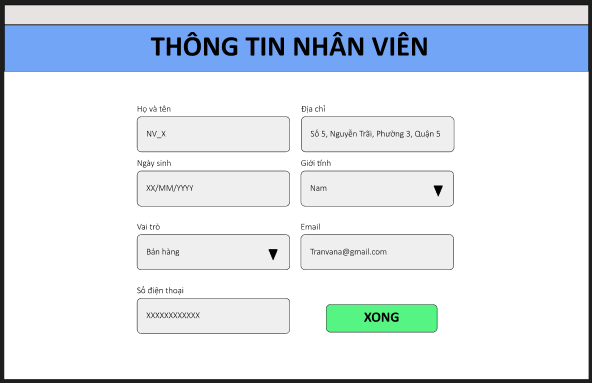 THÔNG TIN NHÂN VIÊN
Họ và tên
Địa chỉ
NV_X
Số 5, Nguyễn Trãi, Phường 3, Quận 5
Ngày sinh
Giới tính
XX/MM/YYYY
Nam
Vai trò
Email
Bán hàng
Tranvana@gmail.com
Số điện thoại
XXXXXXXXXXXX
XONG